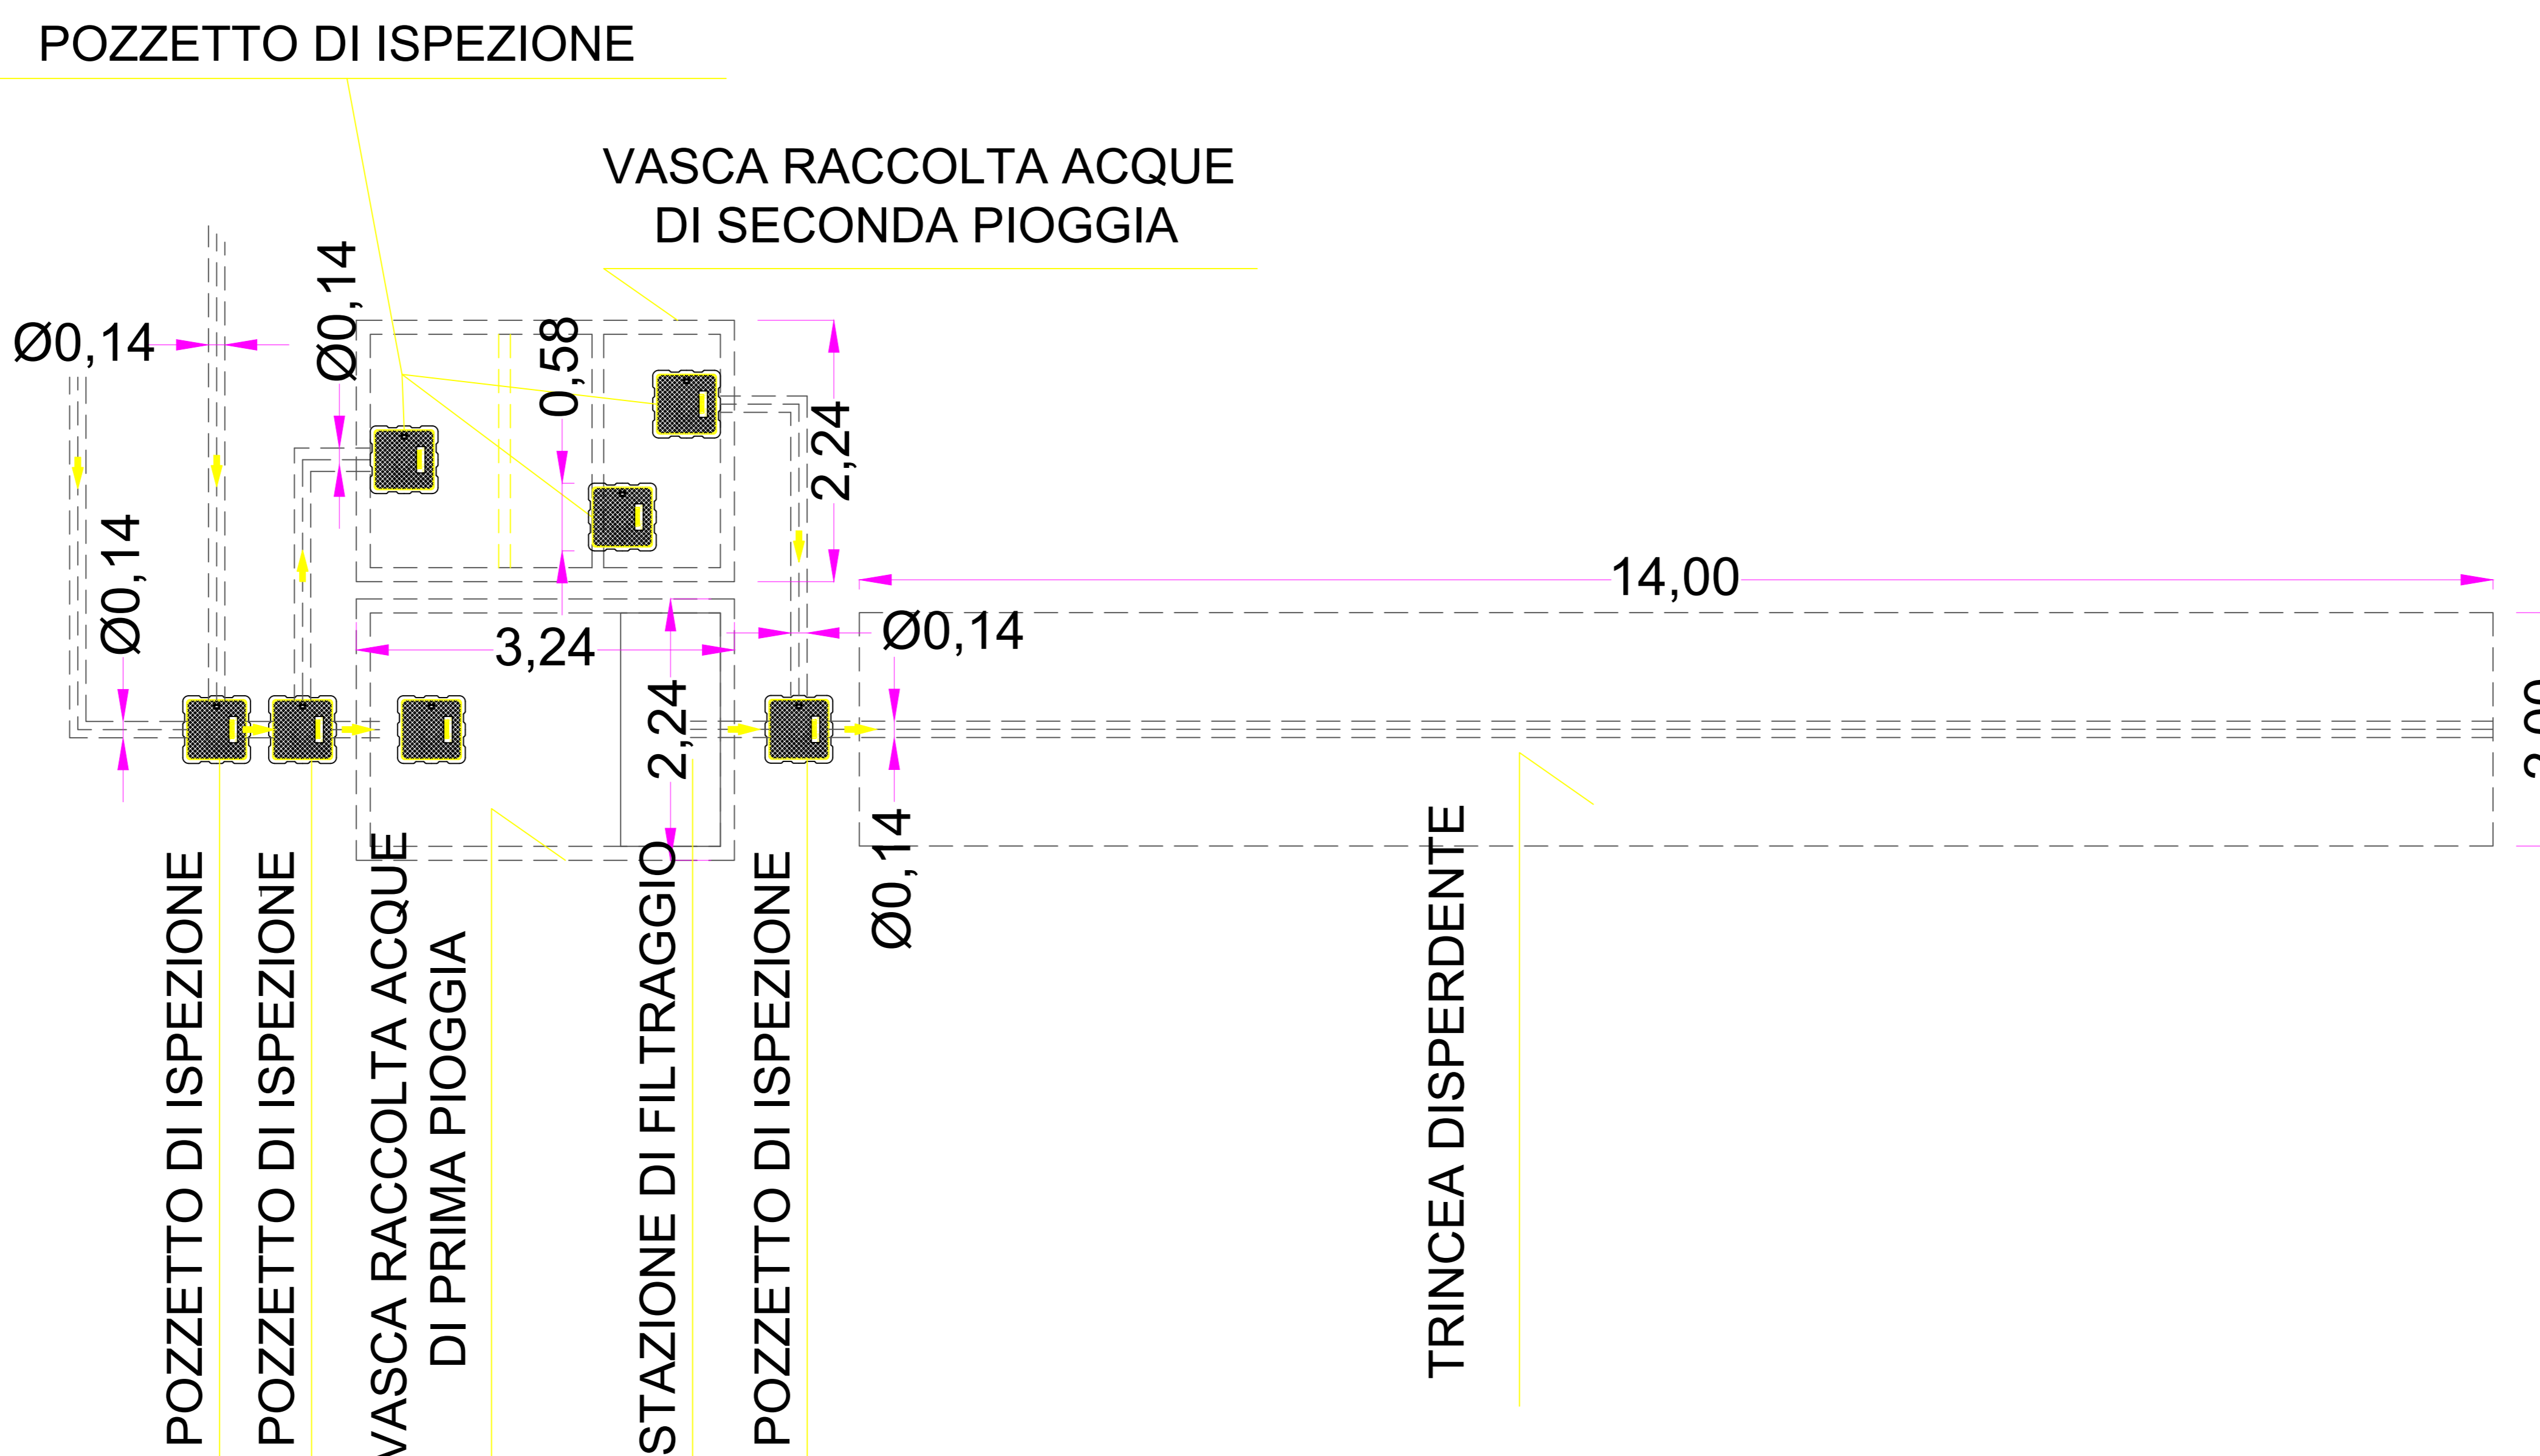 POZZETTO DI ISPEZIONE
VASCA RACCOLTA ACQUE
DI SECONDA PIOGGIA
Ø0,14
Ø0,14
0,58
2,24
Ø0,14
14,00
3,24
Ø0,14
2,24
Ø0,14
POZZETTO DI ISPEZIONE
POZZETTO DI ISPEZIONE
VASCA RACCOLTA ACQUE
DI PRIMA PIOGGIA
STAZIONE DI FILTRAGGIO
POZZETTO DI ISPEZIONE
TRINCEA DISPERDENTE